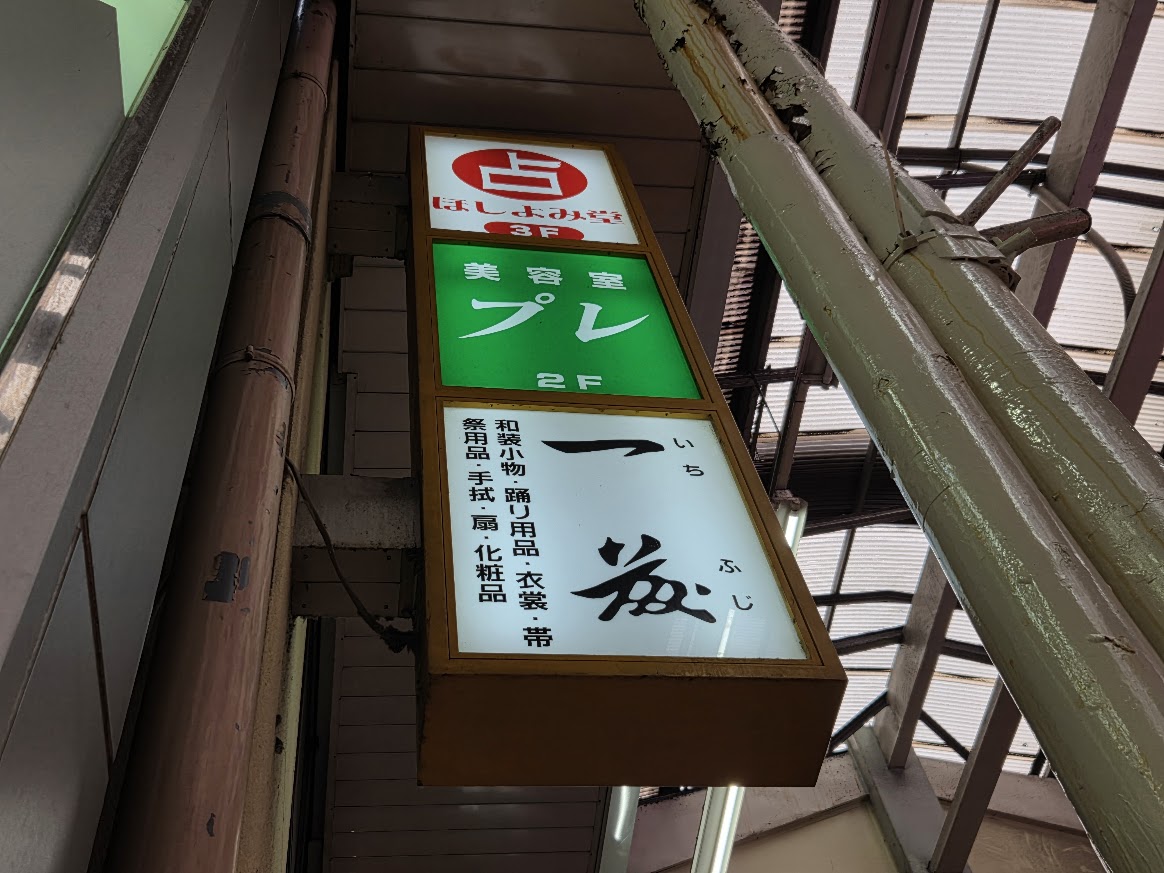 占
ほしよみ堂
3F
美容室
プレ
2F
一藤
いちふじ
和装小物・踊り用品・衣裳・帯
祭用品・手拭・扇・化粧品